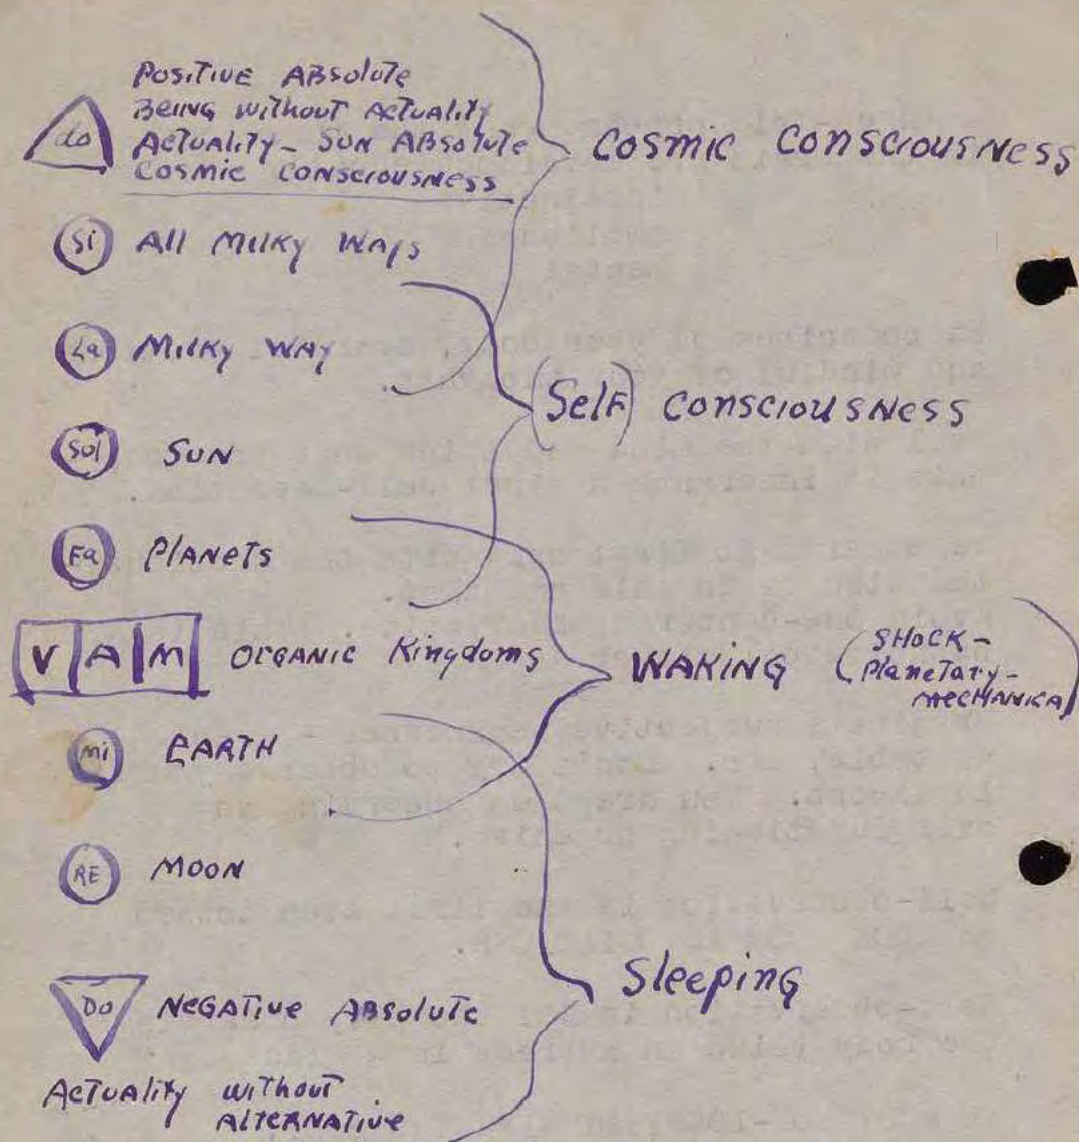 Positive Absolute
Being without Actuality
do Actuality - Sun Absolute
Cosmic Consciousness
Cosmic Consciousness
Si All Milky Ways
La Milky Way
(Self) Consciousness
Sol Sun
Fa Planets
V A M Organic Kingdoms
Waking (Shock -
Planetary -
Mechanica)
Mi Earth
Re Moon
Sleeping
Do Negative Absolute
Actuality without
Alternative